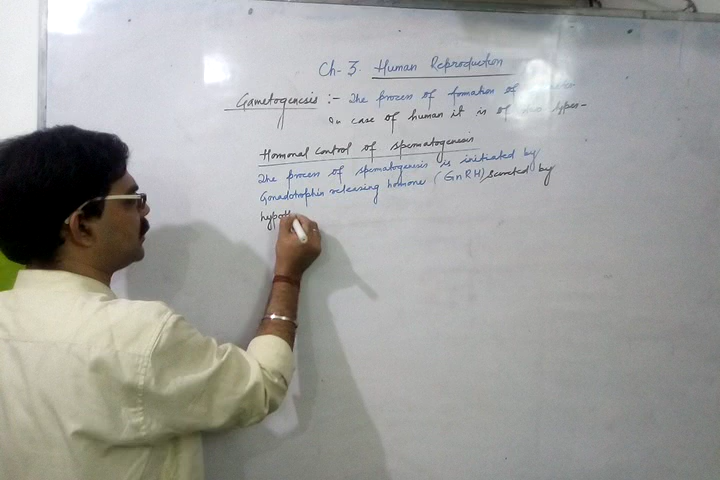 Ch- 3. Human Reproduction
Gametogenesis :- The process of formation of
In case of human it is of two types-
Hormonal control of spermatogenesis
The process of spermatogenesis is initiated by
Gonadotrophin releasing hormone (GnRH) secreted by
hypoth